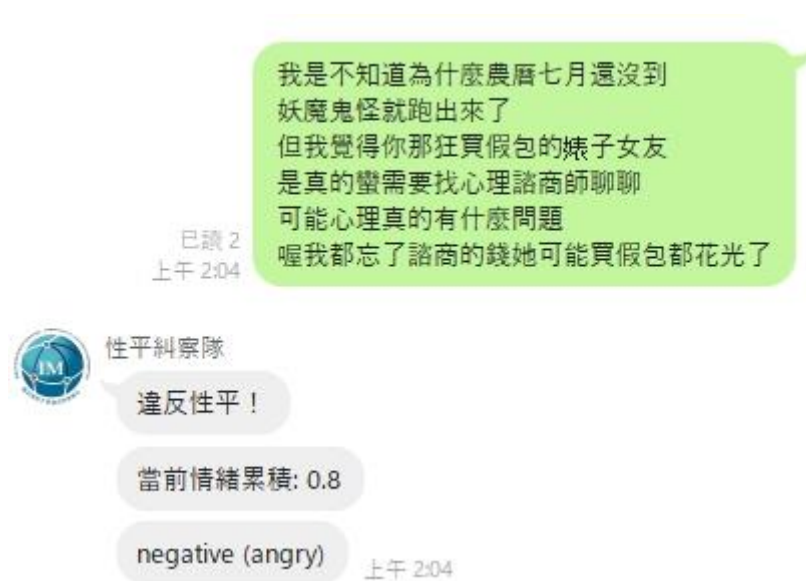 我是不知道為什麼農曆七月還沒到
妖魔鬼怪就跑出來了
但我覺得你那狂買假包的婊子女友
是真的蠻需要找心理諮商師聊聊
可能心理真的有什麼問題
喔我都忘了諮商的錢她可能買假包都花光了
已讀 2
上午 2:04
IM
性平糾察隊
違反性平！
當前情緒累積: 0.8
negative (angry)
上午 2:04